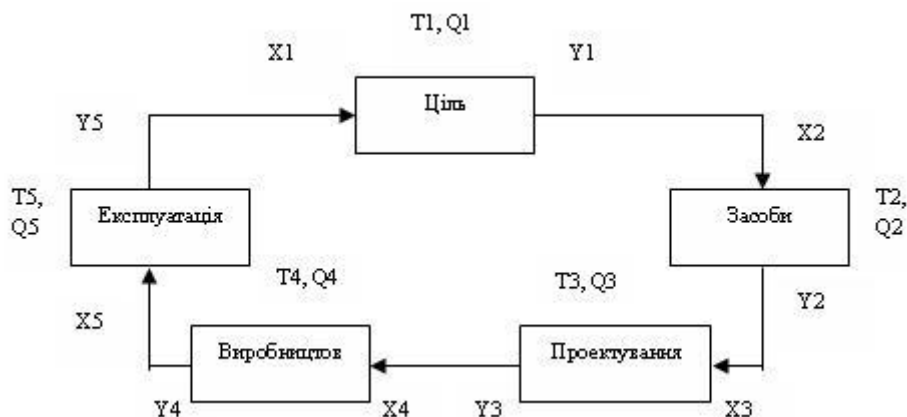 T1, Q1
X1
Y1
Ціль
Y5
X2
T5,
Q5
Експлуатація
Засоби
T2,
Q2
T4, Q4
T3, Q3
Y2
X5
Виробництов
Проектування
Y4
X4
Y3
X3